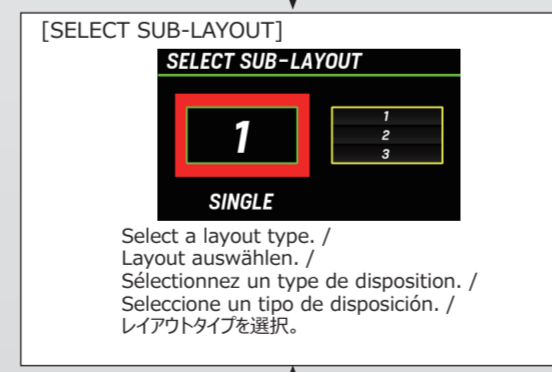 [SELECT SUB-LAYOUT]
SELECT SUB-LAYOUT
1
1
2
3
SINGLE
Select a layout type. /
Layout auswählen. /
Sélectionnez un type de disposition. /
Seleccione un tipo de disposición. /
レイアウトタイプを選択。